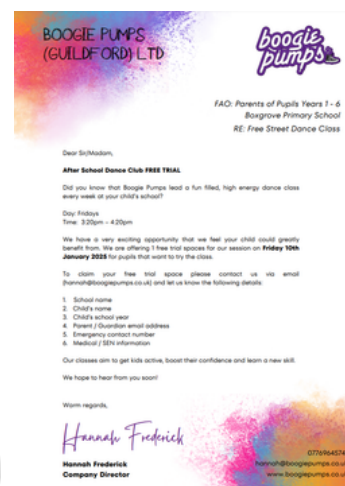 BOOGIE PUMPS
(GUILDFORD) LTD
boogie
pumps
FAO: Parents of Pupils Years 1 - 6
Boxgrove Primary School
RE: Free Street Dance Class
Dear Sir/Madam,
After School Dance Club FREE TRIAL
Did you know that Boogie Pumps lead a fun filled, high energy dance class
every week at your child's school?
Day: Fridays
Time: 3:20pm – 4:20pm
We have a very exciting opportunity that we feel your child could greatly
benefit from. We are offering 1 free trial spaces for our session on Friday 10th
January 2025 for pupils that want to try the class.
To claim your free trial space please contact us via email
(hannah@boogiepumps.co.uk) and let us know the following details:
1. School name
2. Child's name
3. Child's school year
4. Parent / Guardian email address
5. Emergency contact number
6. Medical / SEN information
Our classes aim to get kids active, boost their confidence and learn a new skill.
We hope to hear from you soon!
Warm regards,
Hannah Frederick
Hannah Frederick
Company Director
0776964574
hannah@boogiepumps.co.u
www.boogiepumps.co.u